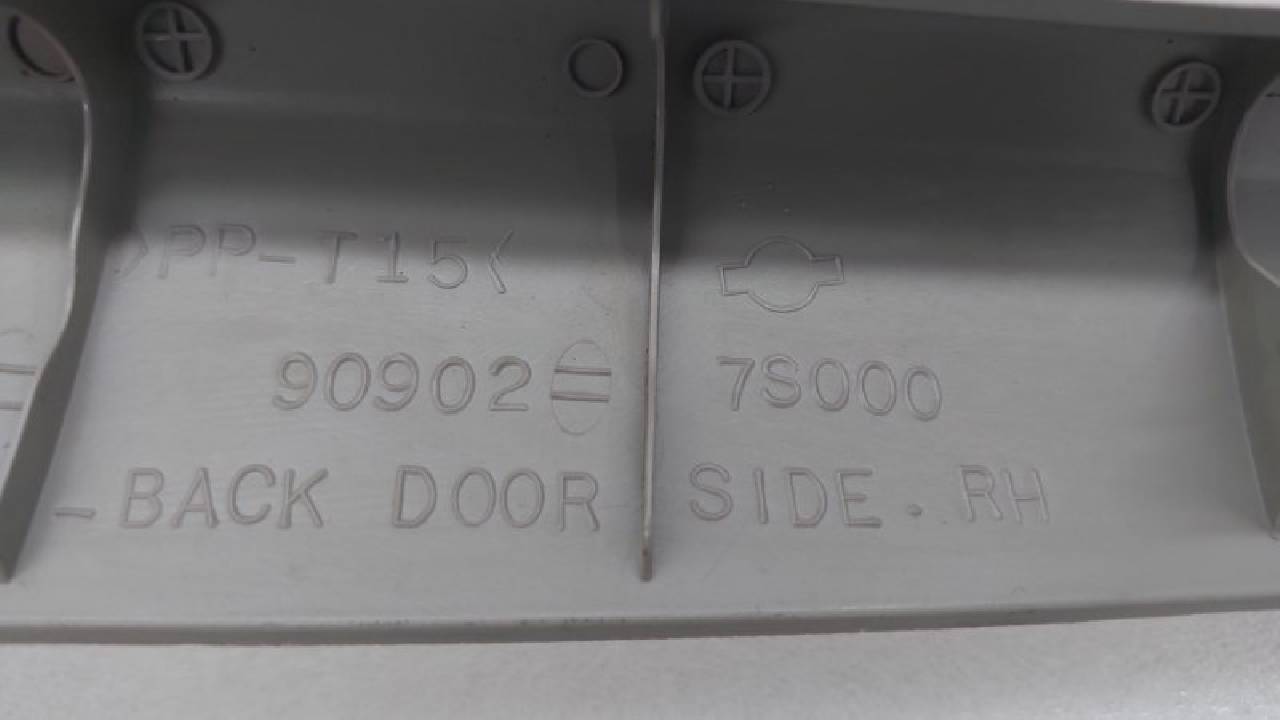 >PP-T15<
90902 7S000
-BACK DOOR SIDE. RH